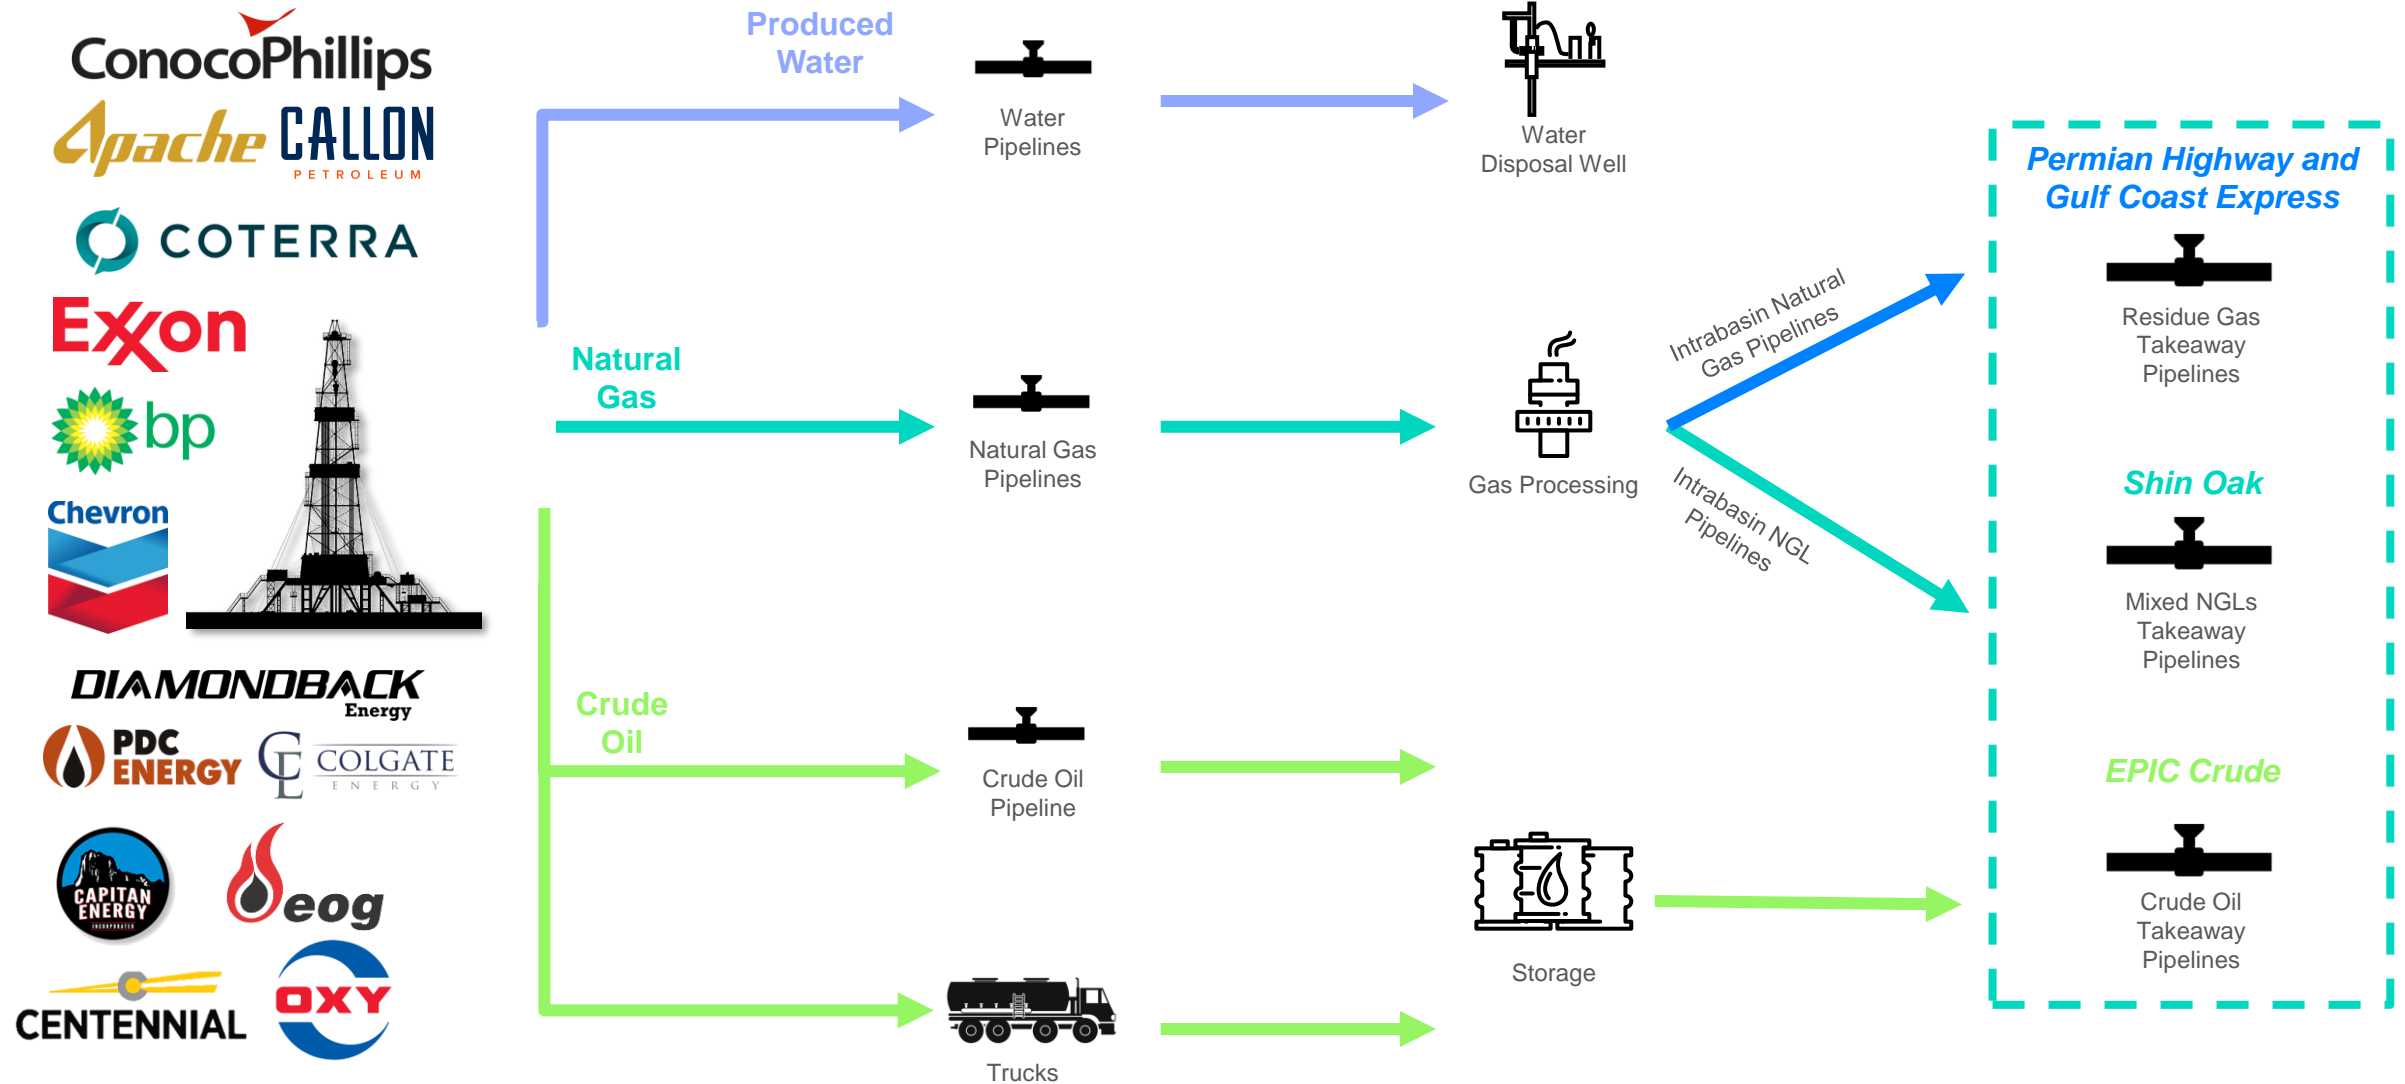 ConocoPhillips
Apache
CALLON
PETROLEUM
COTERRA
Exxon
bp
Chevron
DIAMONDBACK
Energy
PDC
ENERGY
COLGATE
ENERGY
CAPITAN
ENERGY
INCORPORATED
eog
CENTENNIAL
OXY
Produced
Water
Water
Pipelines
Water
Disposal Well
Natural
Gas
Natural Gas
Pipelines
Gas Processing
Intrabasin Natural
Gas Pipelines
Intrabasin NGL
Pipelines
Crude
Oil
Crude Oil
Pipeline
Trucks
Storage
Permian Highway and
Gulf Coast Express
Residue Gas
Takeaway
Pipelines
Shin Oak
Mixed NGLs
Takeaway
Pipelines
EPIC Crude
Crude Oil
Takeaway
Pipelines